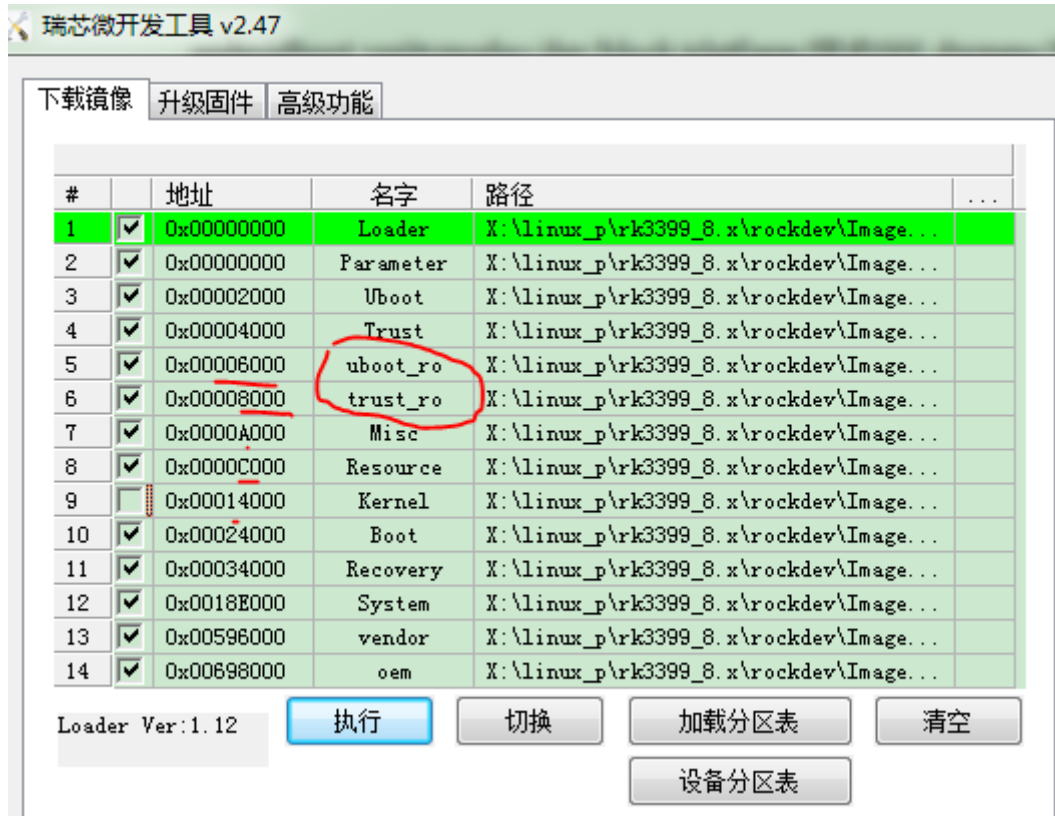 瑞芯微开发工具 v2.47
下载镜像 升级固件 高级功能
# 地址 名字 路径 ...
1 0x00000000 Loader X:\linux_p\rk3399_8.x\rockdev\Image...
2 0x00000000 Parameter X:\linux_p\rk3399_8.x\rockdev\Image...
3 0x00002000 Uboot X:\linux_p\rk3399_8.x\rockdev\Image...
4 0x00004000 Trust X:\linux_p\rk3399_8.x\rockdev\Image...
5 0x00006000 uboot_ro X:\linux_p\rk3399_8.x\rockdev\Image...
6 0x00008000 trust_ro X:\linux_p\rk3399_8.x\rockdev\Image...
7 0x0000A000 Misc X:\linux_p\rk3399_8.x\rockdev\Image...
8 0x0000C000 Resource X:\linux_p\rk3399_8.x\rockdev\Image...
9 0x00014000 Kernel X:\linux_p\rk3399_8.x\rockdev\Image...
10 0x00024000 Boot X:\linux_p\rk3399_8.x\rockdev\Image...
11 0x00034000 Recovery X:\linux_p\rk3399_8.x\rockdev\Image...
12 0x0018E000 System X:\linux_p\rk3399_8.x\rockdev\Image...
13 0x00596000 vendor X:\linux_p\rk3399_8.x\rockdev\Image...
14 0x00698000 oem X:\linux_p\rk3399_8.x\rockdev\Image...
Loader Ver:1.12 执行 切换 加载分区表 清空
设备分区表